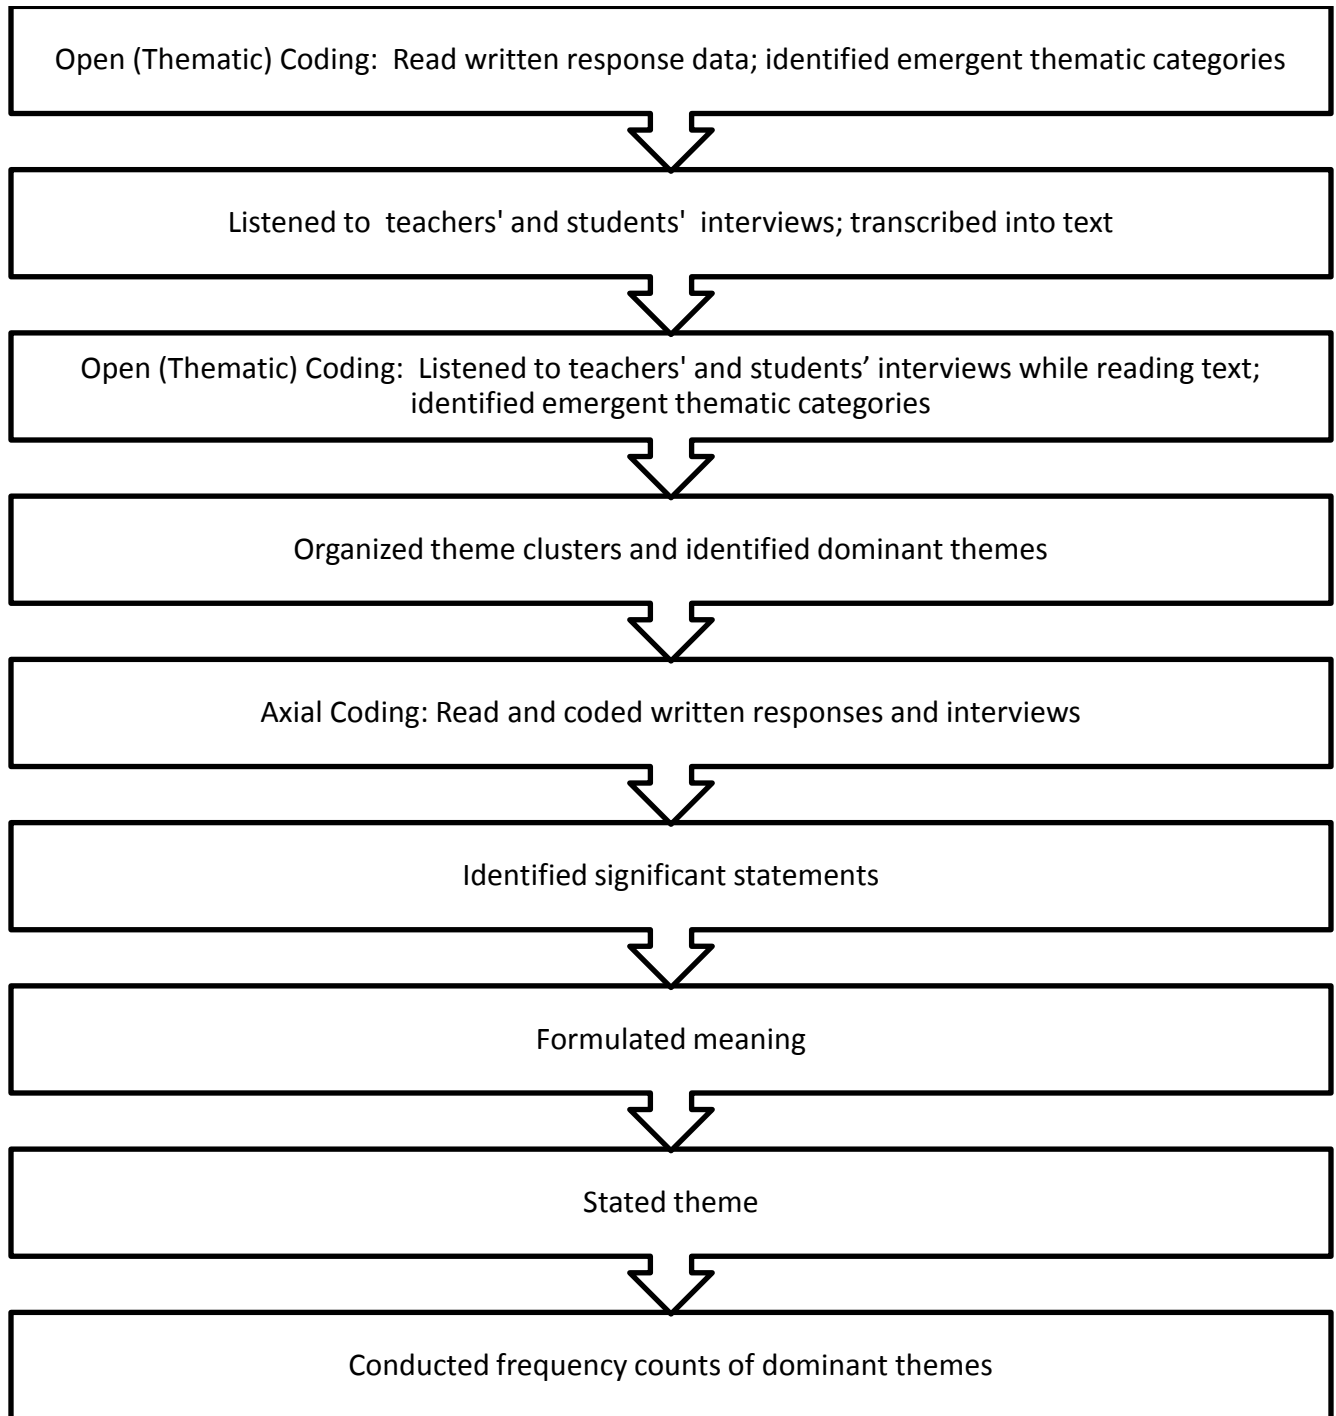 Open (Thematic) Coding:  Read written response data; identified emergent thematic categories
Listened to  teachers' and students'  interviews; transcribed into text
Open (Thematic) Coding:  Listened to teachers' and students’ interviews while reading text;
identified emergent thematic categories
Organized theme clusters and identified dominant themes
Axial Coding: Read and coded written responses and interviews
Identified significant statements
Formulated meaning
Stated theme
Conducted frequency counts of dominant themes